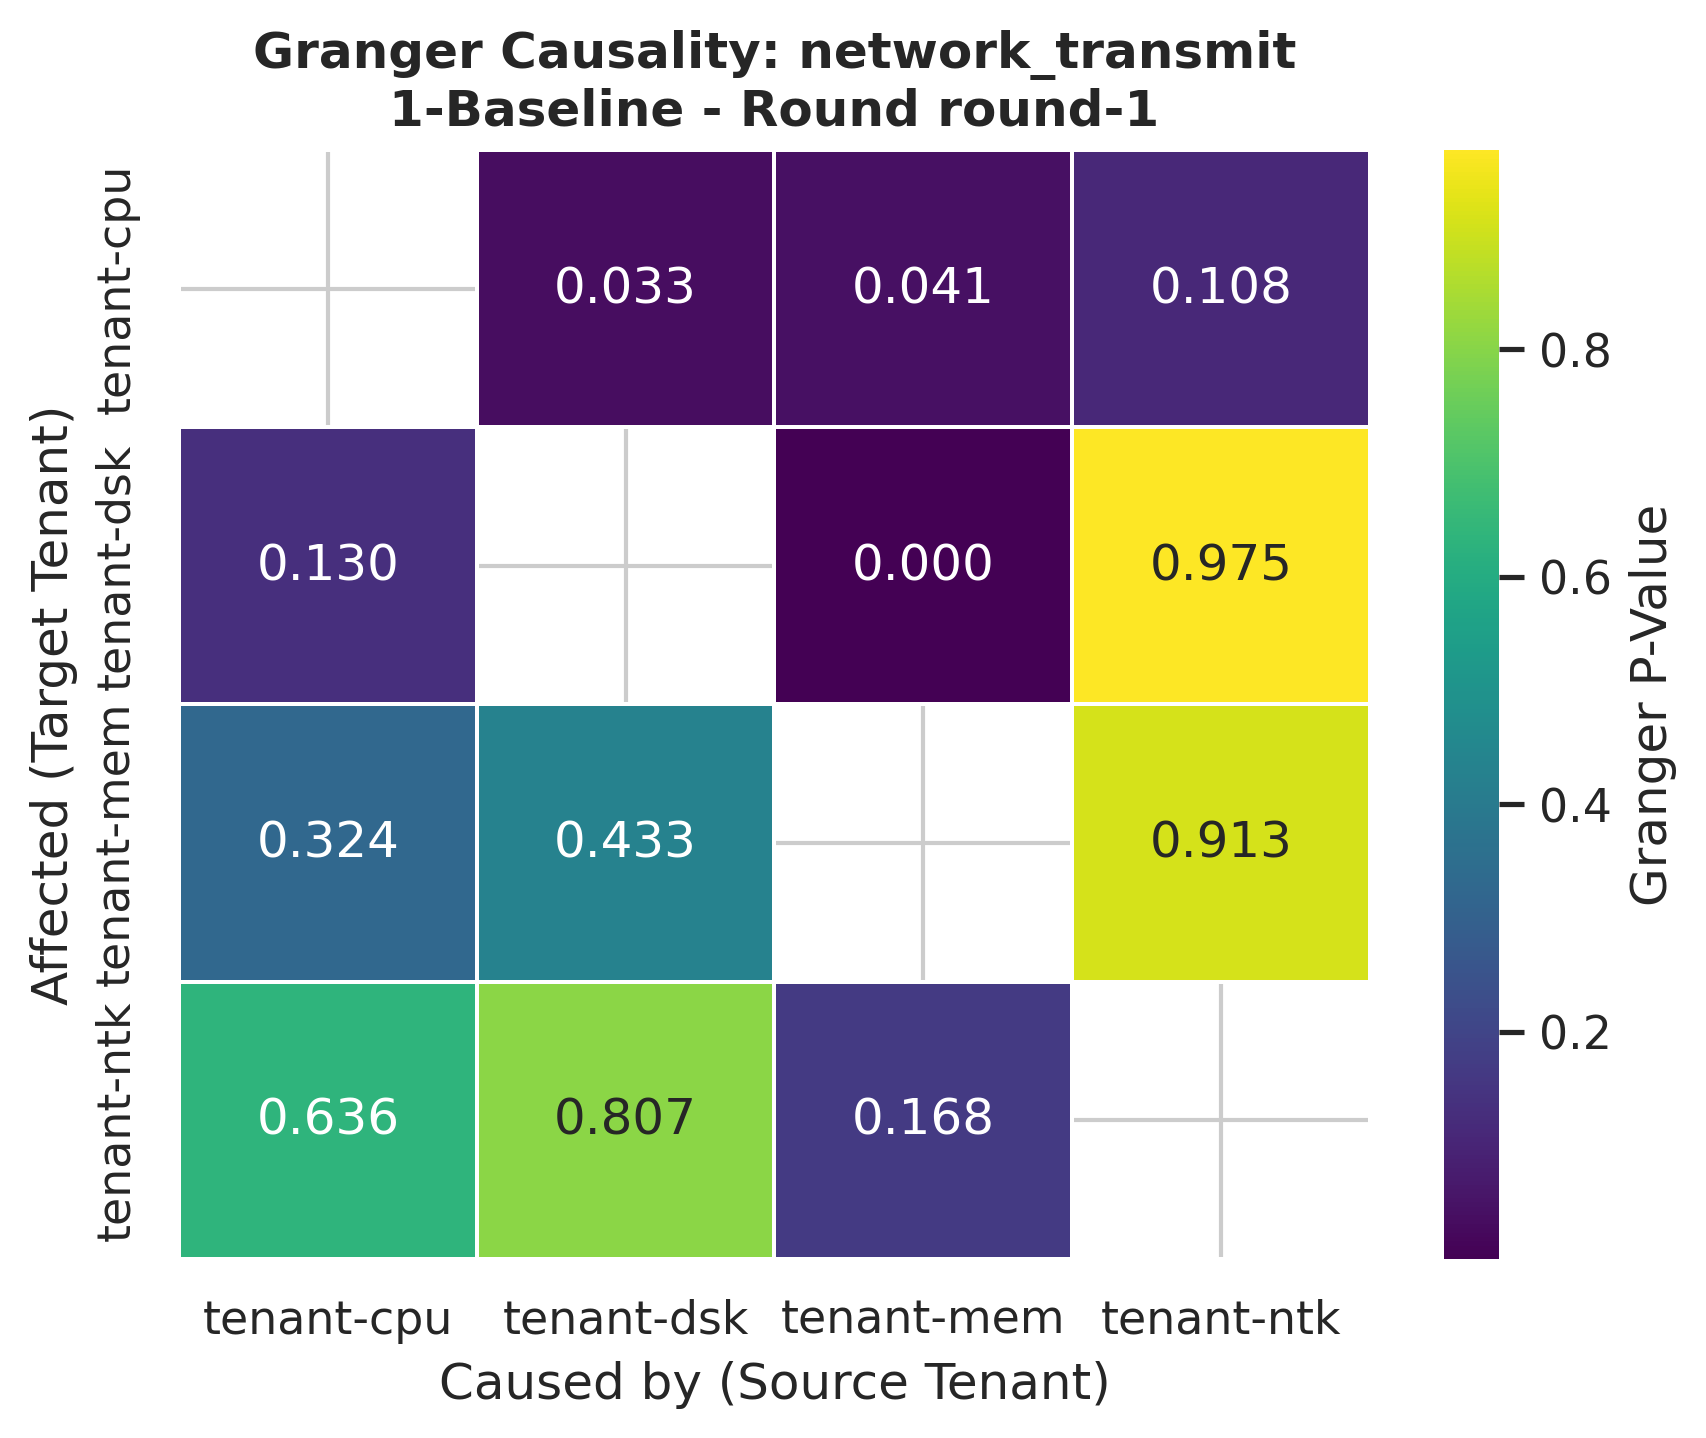 Granger Causality: network_transmit
1-Baseline - Round round-1
Affected (Target Tenant)
tenant-cpu
0.033
0.041
0.108
tenant-dsk
0.130
0.000
0.975
tenant-mem
0.324
0.433
0.913
tenant-ntk
0.636
0.807
0.168
tenant-cpu
tenant-dsk
tenant-mem
tenant-ntk
Caused by (Source Tenant)
0.8
0.6
0.4
0.2
Granger P-Value